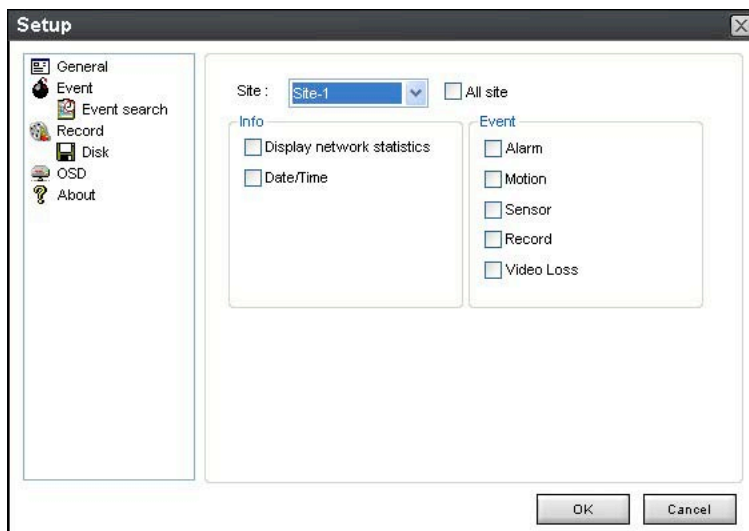 Setup
General
Event
Event search
Record
Disk
OSD
About
Site :
Site-1
All site
Info
Display network statistics
Date/Time
Event
Alarm
Motion
Sensor
Record
Video Loss
OK
Cancel